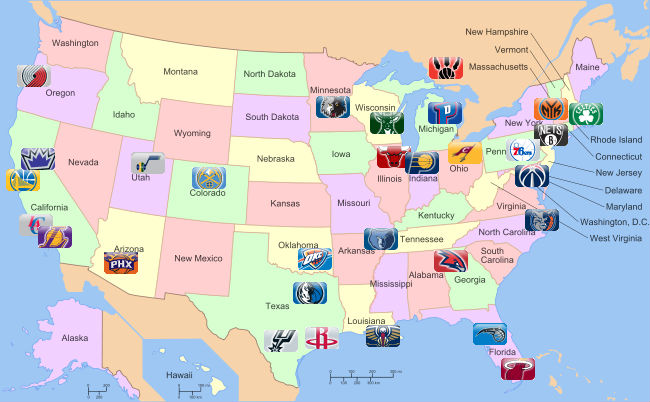 New Hampshire
Vermont
Massachusetts
Maine
Washington
Montana
North Dakota
Minnesota
Oregon
Idaho
South Dakota
Wisconsin
Michigan
New York
Wyoming
Iowa
Penn
76ERS
NETS
B
Rhode Island
Connecticut
New Jersey
Delaware
Maryland
Washington, D.C.
West Virginia
Nevada
Utah
Colorado
Nebraska
Kansas
Missouri
Illinois
Indiana
Ohio
Kentucky
Virginia
California
Arizona
PHX
New Mexico
Oklahoma
Arkansas
Tennessee
North Carolina
South
Carolina
Texas
Louisiana
Mississippi
Alabama
Georgia
Florida
Alaska
Hawaii